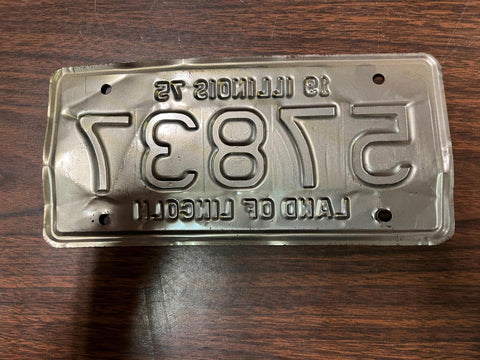 19 ILLINOIS 75
57837
LAND OF LINCOLN